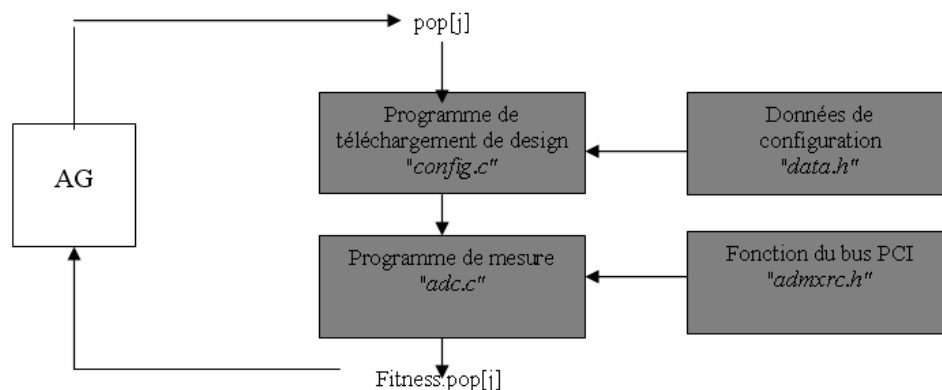 pop[j]
Programme de
téléchargement de design
"config.c"
Données de
configuration
"data.h"
AG
Programme de mesure
"adc.c"
Fonction du bus PCI
"admxrc.h"
Fitness.pop[j]